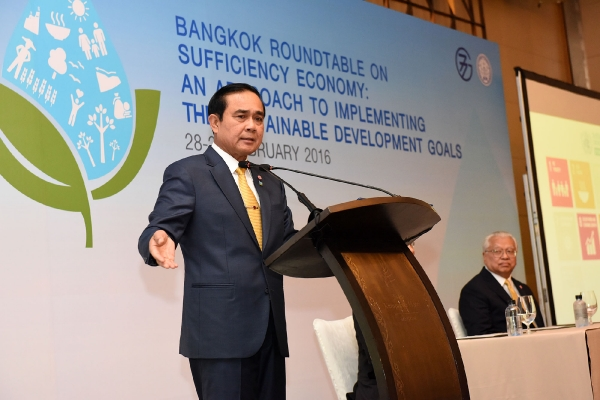 BANGKOK ROUNDTABLE ON
SUFFICIENCY ECONOMY:
AN APPROACH TO IMPLEMENTING
THE SUSTAINABLE DEVELOPMENT GOALS
28- FEBRUARY 2016